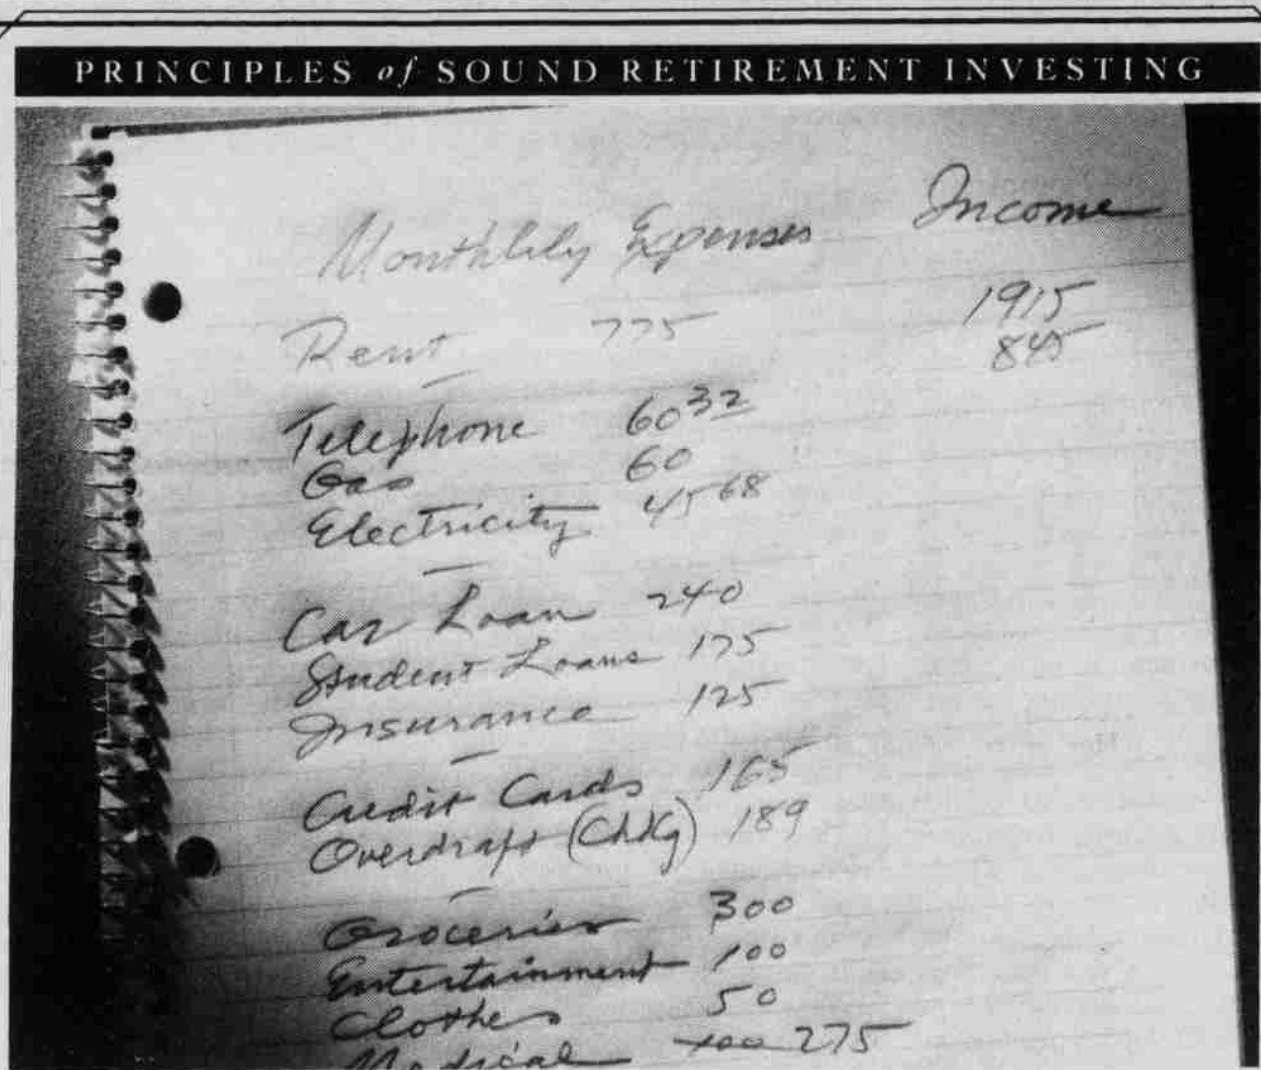 PRINCIPLES of SOUND RETIREMENT INVESTING
Monthlily Expenses Income
Rent 775 1915
845
Telephone 60 32
Gas 60
Electricity 45 68
Car Loan 240
Student Loans 175
Insurance 125
Credit Cards 165
Overdraft (Chkg) 189
Groceries 300
Entertainment 100
Clothes 50
Medical 100 275